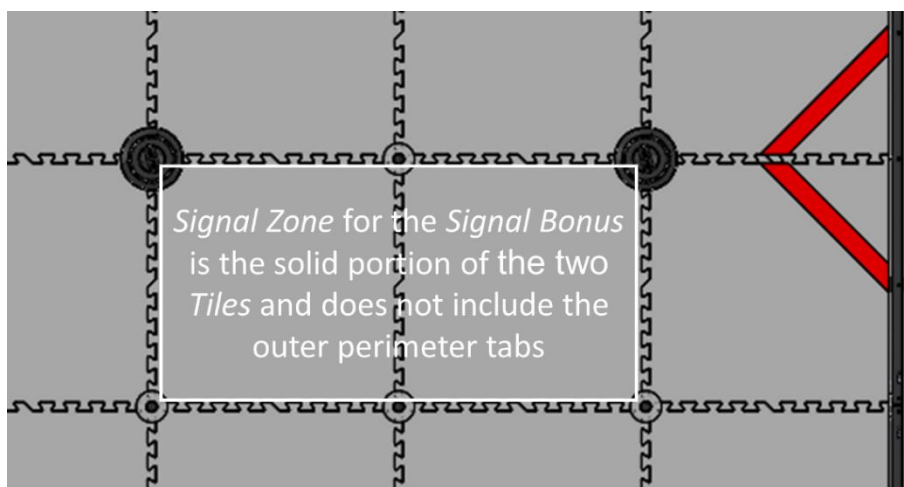 Signal Zone for the Signal Bonus
is the solid portion of the two
Tiles and does not include the
outer perimeter tabs